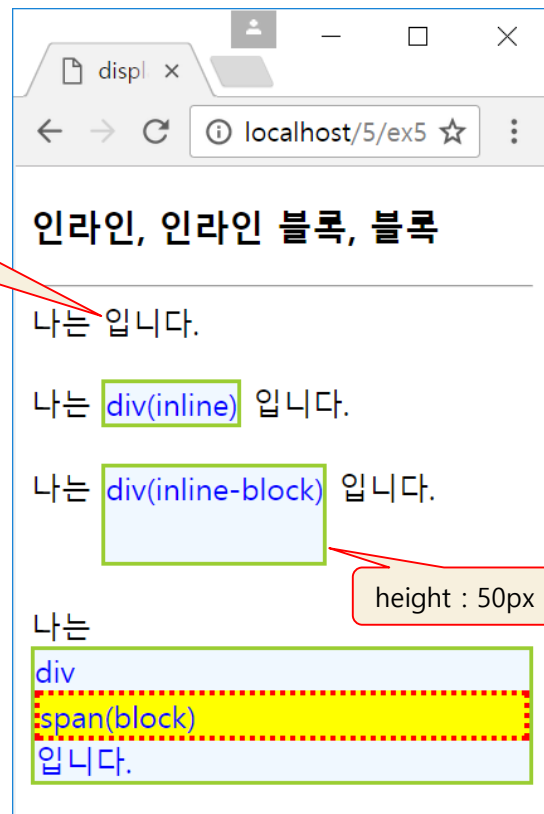 displ
localhost/5/ex5
인라인, 인라인 블록, 블록
나는 입니다.
나는 div(inline) 입니다.
나는 div(inline-block) 입니다.
height : 50px
나는
div
span(block)
입니다.